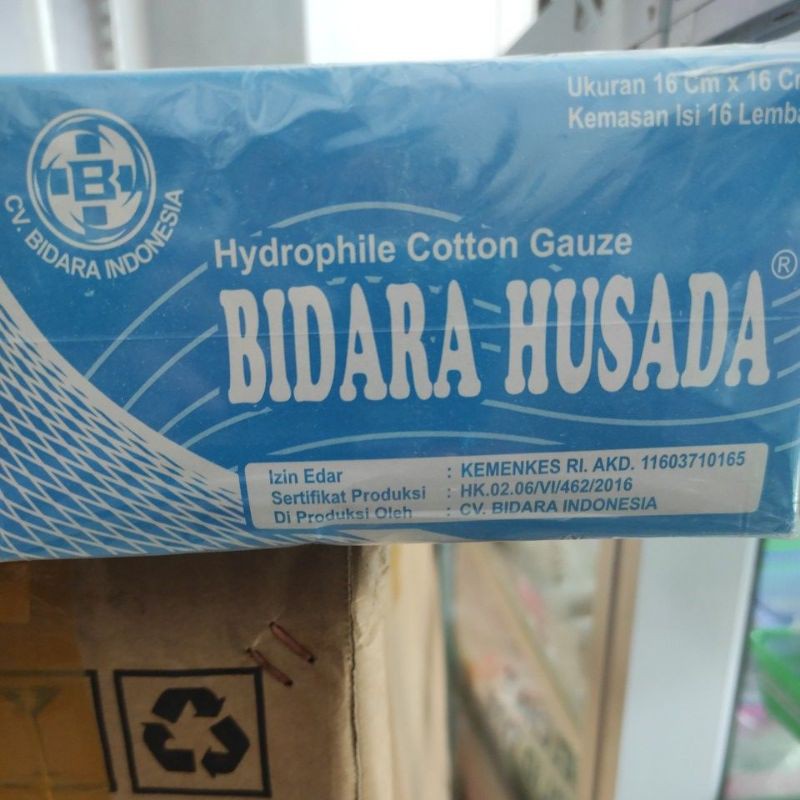 Ukuran 16 Cm x 16 C
Kemasan Isi 16 Lemba
B
CV. BIDARA INDONESIA
Hydrophile Cotton Gauze
BIDARA HUSADA®
Izin Edar : KEMENKES RI. AKD. 11603710165
Sertifikat Produksi : HK.02.06/VI/462/2016
Di Produksi Oleh : CV. BIDARA INDONESIA